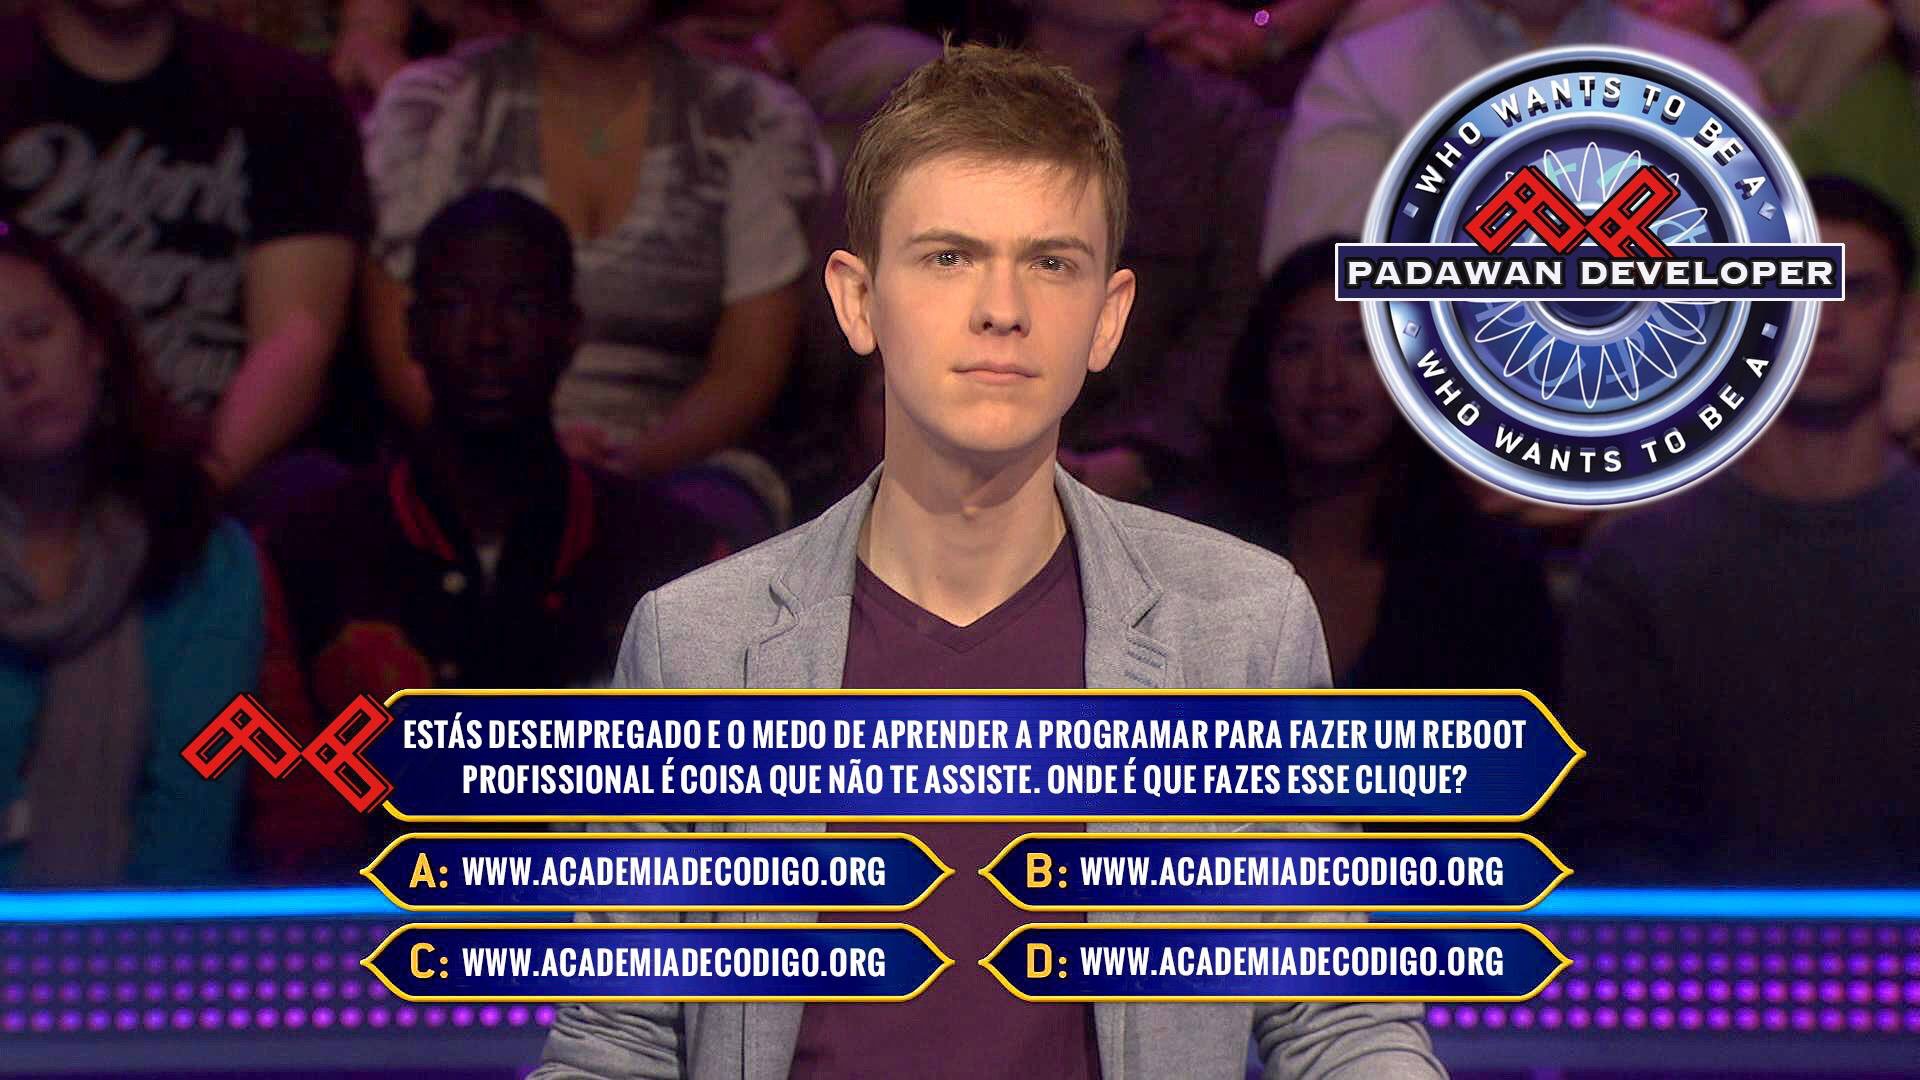 WHO WANTS TO BE A
PADAWAN DEVELOPER
WHO WANTS TO BE A
ESTÁS DESEMPREGADO E O MEDO DE APRENDER A PROGRAMAR PARA FAZER UM REBOOT
PROFISSIONAL É COISA QUE NÃO TE ASSISTE. ONDE É QUE FAZES ESSE CLIQUE?
A: WWW.ACADEMIADECODIGO.ORG
B: WWW.ACADEMIADECODIGO.ORG
C: WWW.ACADEMIADECODIGO.ORG
D: WWW.ACADEMIADECODIGO.ORG